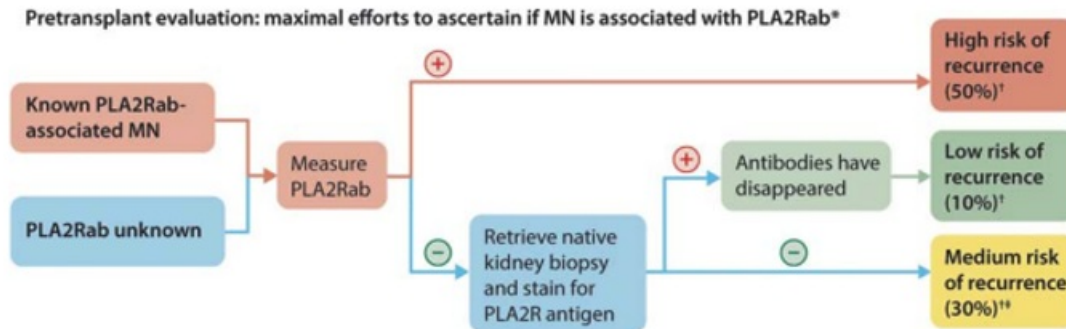 Pretransplant evaluation: maximal efforts to ascertain if MN is associated with PLA2Rab*
Known PLA2Rab-
associated MN
PLA2Rab unknown
Measure
PLA2Rab
+
−
Retrieve native
kidney biopsy
and stain for
PLA2R antigen
+
Antibodies have
disappeared
−
High risk of
recurrence
(50%)†
Low risk of
recurrence
(10%)†
Medium risk
of recurrence
(30%)†‡